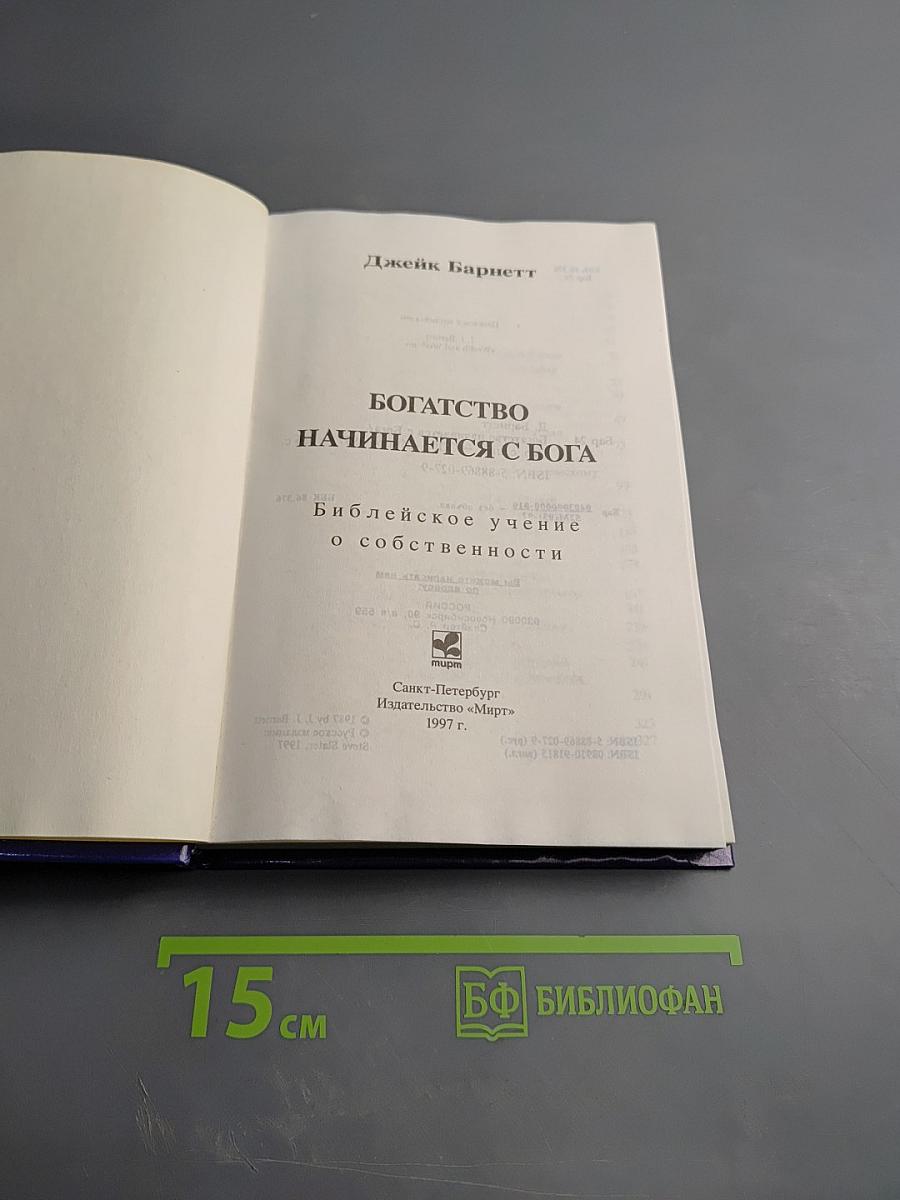 Джейк Барнетт
БОГАТСТВО
НАЧИНАЕТСЯ С БОГА
Библейское учение
о собственности
мирт
Санкт-Петербург
Издательство «Мирт»
1997 г.
15 см
БФ БИБЛИОФАН